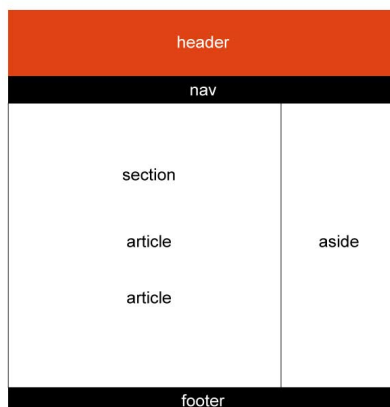 header
nav
section
article
aside
article
footer